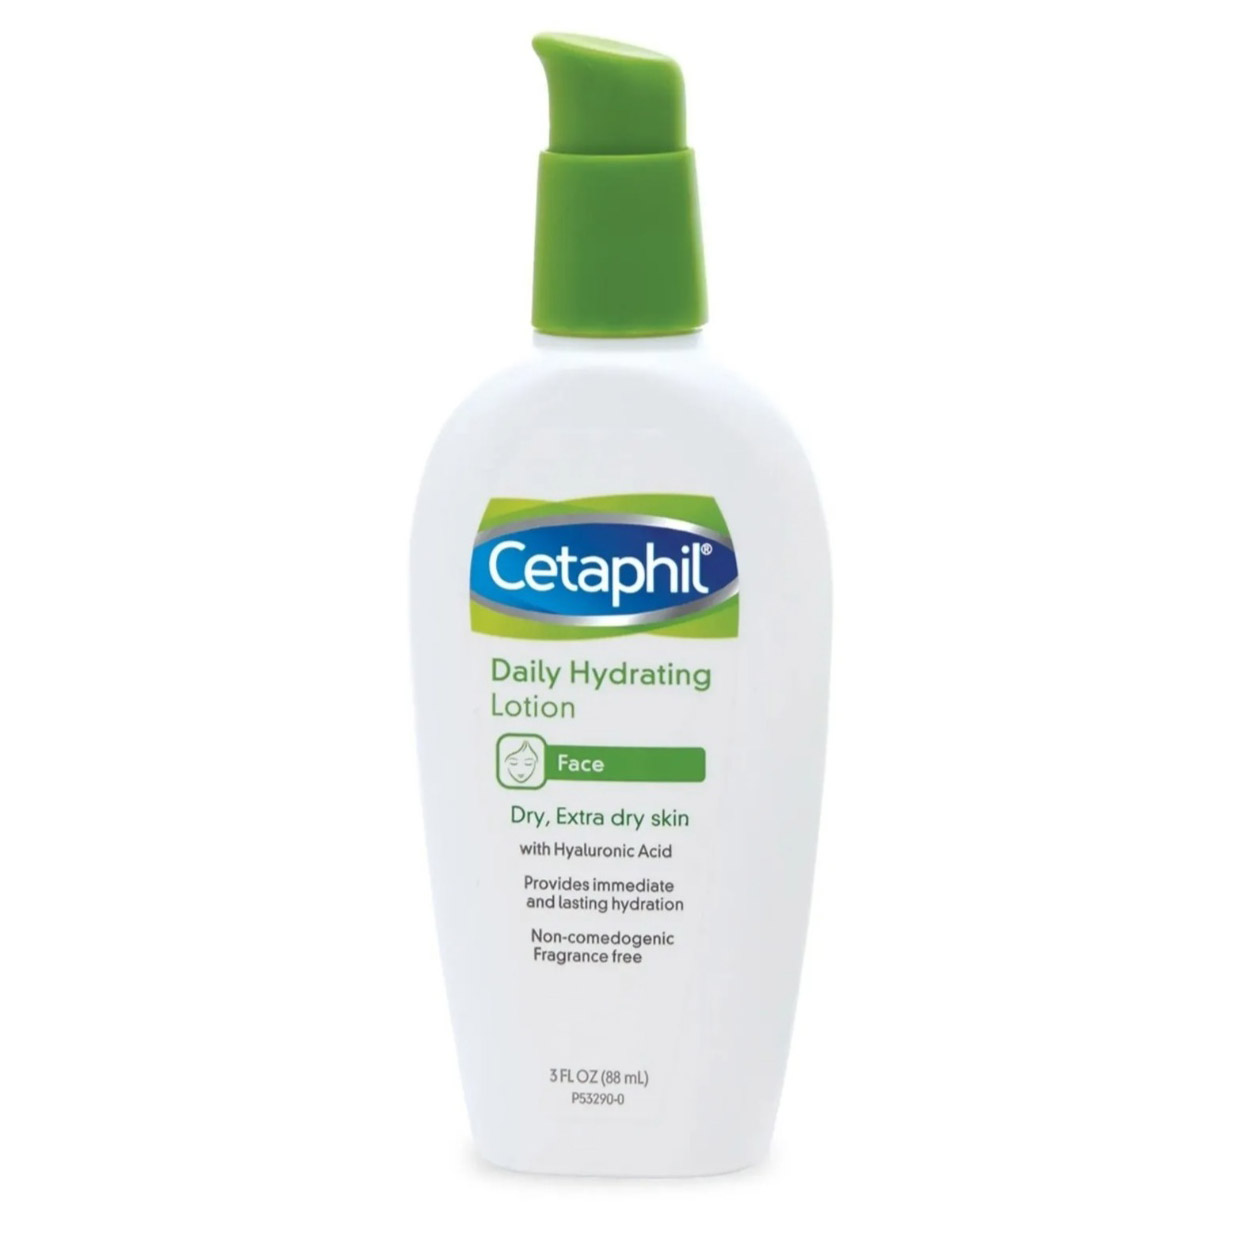 Cetaphil®
Daily Hydrating
Lotion
Face
Dry, Extra dry skin
with Hyaluronic Acid
Provides immediate
and lasting hydration
Non-comedogenic
Fragrance free
3 FL OZ (88 mL)
P53290-0